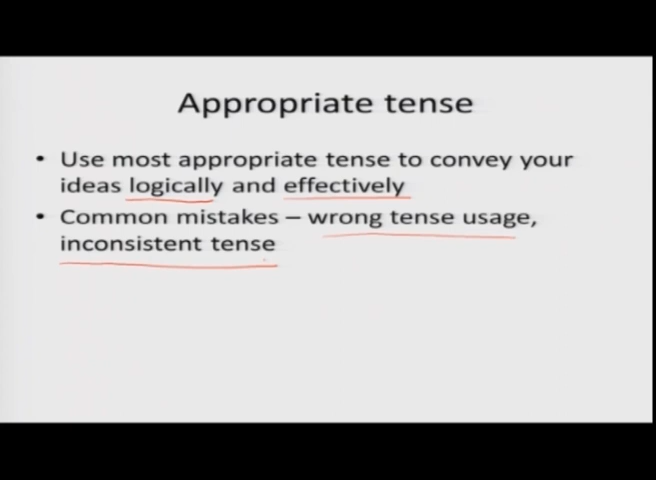 Appropriate tense
• Use most appropriate tense to convey your
ideas logically and effectively
• Common mistakes – wrong tense usage,
inconsistent tense